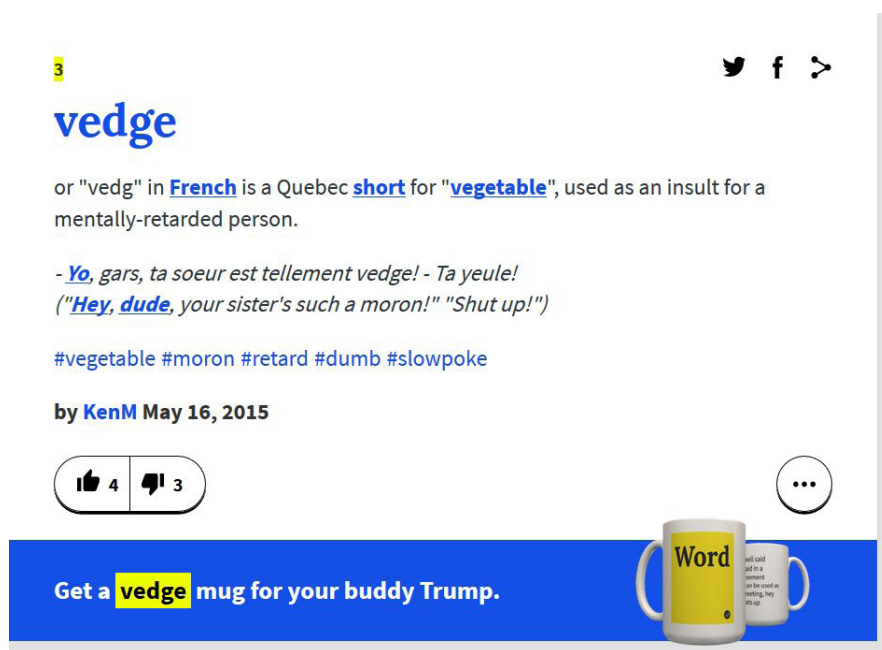 3
vedge
or "vedg" in French is a Quebec short for "vegetable", used as an insult for a
mentally-retarded person.
- Yo, gars, ta soeur est tellement vedge! - Ta yeule!
("Hey, dude, your sister's such a moron!" "Shut up!")
#vegetable #moron #retard #dumb #slowpoke
by KenM May 16, 2015
4 3
Get a vedge mug for your buddy Trump.
Word